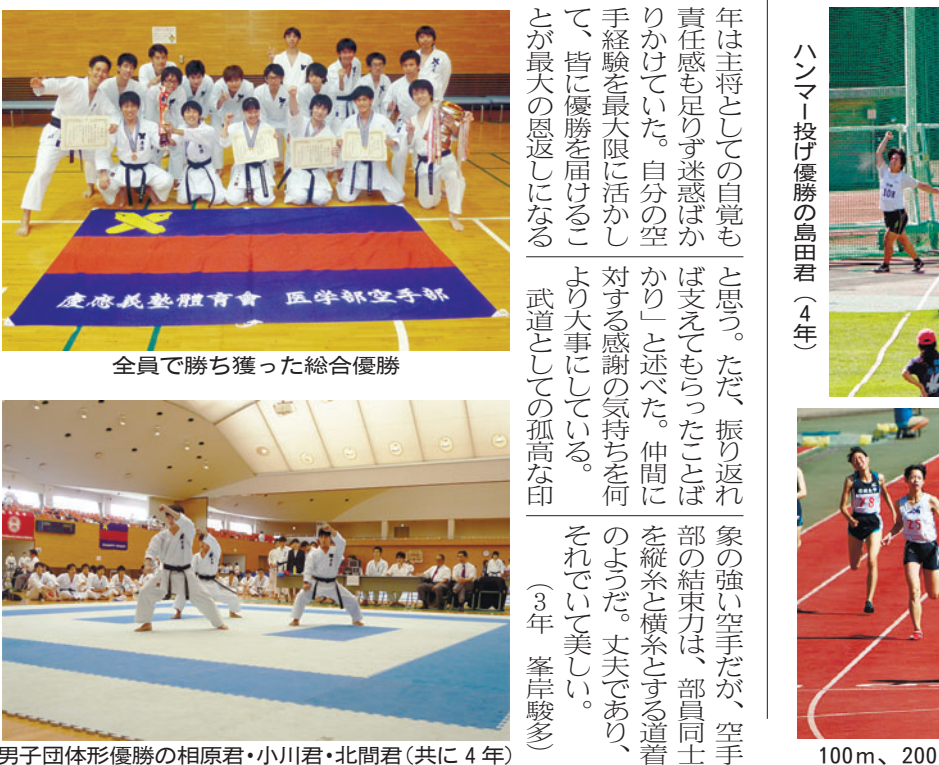 年は主将としての自覚も
責任感も足りず迷惑ばか
りかけていた。自分の空
手経験を最大限に活かし
て、皆に優勝を届けるこ
とが最大の恩返しになる
と思う。ただ、振り返れ
ば支えてもらったことば
かり」と述べた。仲間に
対する感謝の気持ちを何
より大事にしている。
武道としての孤高な印
象の強い空手だが、空手
部の結束力は、部員同士
を縦糸と横糸とする道着
のようだ。丈夫であり、
それでいて美しい。
（3年　峯岸駿多）
慶應義塾體育會 医学部空手部
全員で勝ち獲った総合優勝
男子団体形優勝の相原君・小川君・北間君（共に 4 年）
ハンマー投げ優勝の島田君（4年）
100m、200